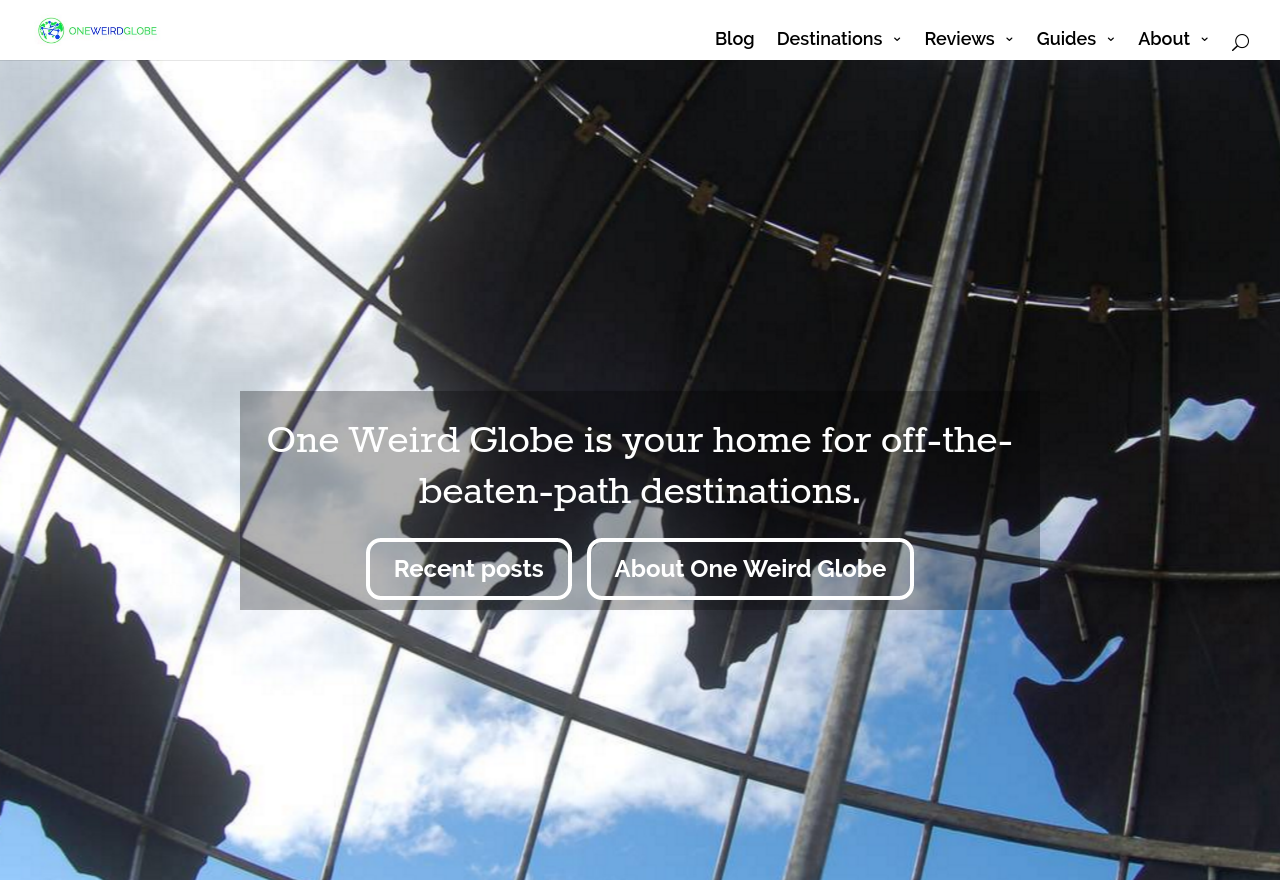 ONEWEIRDGLOBE
Blog
Destinations
Reviews
Guides
About
One Weird Globe is your home for off-the-
beaten-path destinations.
Recent posts
About One Weird Globe